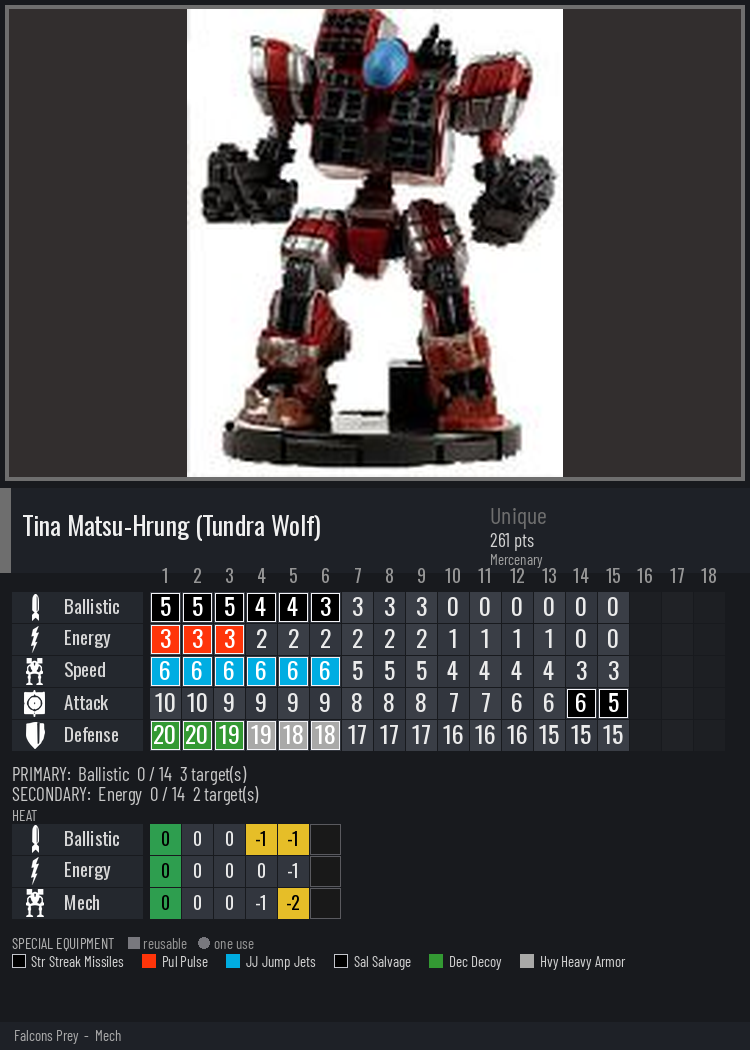 Tina Matsu-Hrung (Tundra Wolf)
Unique
261 pts
Mercenary
1 2 3 4 5 6 7 8 9 10 11 12 13 14 15 16 17 18
Ballistic 5 5 5 4 4 3 3 3 3 0 0 0 0 0 0
Energy 3 3 3 2 2 2 2 2 2 1 1 1 1 0 0
Speed 6 6 6 6 6 6 5 5 5 4 4 4 4 3 3
Attack 10 10 9 9 9 9 8 8 8 7 7 6 6 6 5
Defense 20 20 19 19 18 18 17 17 17 16 16 16 15 15 15
PRIMARY: Ballistic 0 / 14 3 target(s)
SECONDARY: Energy 0 / 14 2 target(s)
HEAT
Ballistic 0 0 0 -1 -1
Energy 0 0 0 0 -1
Mech 0 0 0 -1 -2
SPECIAL EQUIPMENT reusable one use
Str Streak Missiles Pul Pulse JJ Jump Jets Sal Salvage Dec Decoy Hvy Heavy Armor
Falcons Prey - Mech